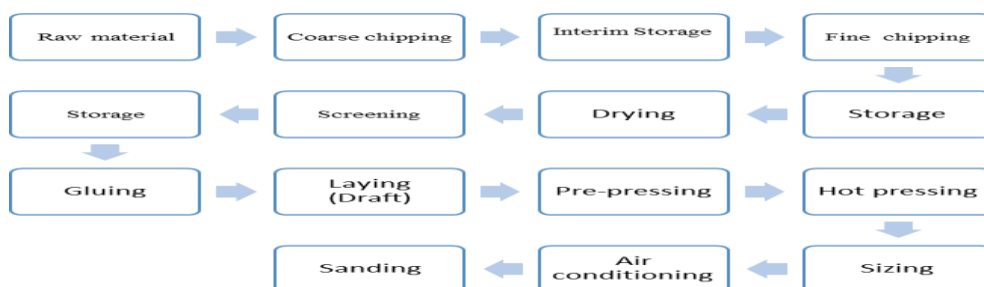 Raw material
Coarse chipping
Interim Storage
Fine chipping
Storage
Drying
Screening
Storage
Gluing
Laying
(Draft)
Pre-pressing
Hot pressing
Sizing
Air
conditioning
Sanding